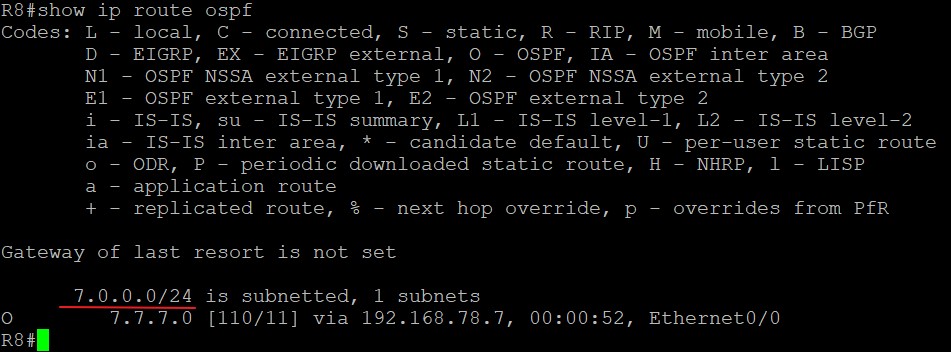 R8#show ip route ospf
Codes: L - local, C - connected, S - static, R - RIP, M - mobile, B - BGP
D - EIGRP, EX - EIGRP external, O - OSPF, IA - OSPF inter area
N1 - OSPF NSSA external type 1, N2 - OSPF NSSA external type 2
E1 - OSPF external type 1, E2 - OSPF external type 2
i - IS-IS, su - IS-IS summary, L1 - IS-IS level-1, L2 - IS-IS level-2
ia - IS-IS inter area, * - candidate default, U - per-user static route
o - ODR, P - periodic downloaded static route, H - NHRP, l - LISP
a - application route
+ - replicated route, % - next hop override, p - overrides from PfR
Gateway of last resort is not set
7.0.0.0/24 is subnetted, 1 subnets
O 7.7.7.0 [110/11] via 192.168.78.7, 00:00:52, Ethernet0/0
R8#